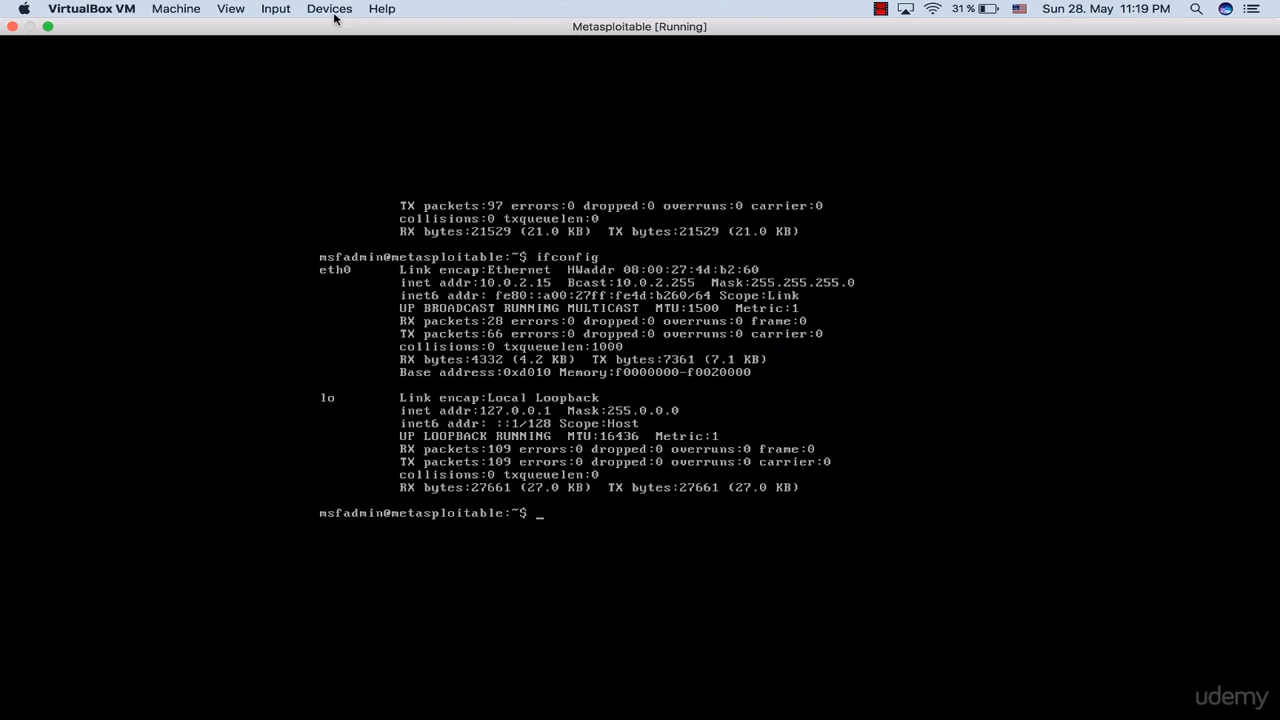 VirtualBox VM Machine View Input Devices Help 31 % Sun 28. May 11:19 PM
Metasploitable [Running]
TX packets:97 errors:0 dropped:0 overruns:0 carrier:0
collisions:0 txqueuelen:0
RX bytes:21529 (21.0 KB)  TX bytes:21529 (21.0 KB)
msfadmin@metasploitable:~$ ifconfig
eth0 Link encap:Ethernet  HWaddr 08:00:27:4d:b2:60
inet addr:10.0.2.15  Bcast:10.0.2.255  Mask:255.255.255.0
inet6 addr: fe80::a00:27ff:fe4d:b260/64 Scope:Link
UP BROADCAST RUNNING MULTICAST  MTU:1500  Metric:1
RX packets:28 errors:0 dropped:0 overruns:0 frame:0
TX packets:66 errors:0 dropped:0 overruns:0 carrier:0
collisions:0 txqueuelen:1000
RX bytes:4332 (4.2 KB)  TX bytes:7361 (7.1 KB)
Base address:0xd010 Memory:f0000000-f0020000
lo Link encap:Local Loopback
inet addr:127.0.0.1  Mask:255.0.0.0
inet6 addr: ::1/128 Scope:Host
UP LOOPBACK RUNNING  MTU:16436  Metric:1
RX packets:109 errors:0 dropped:0 overruns:0 frame:0
TX packets:109 errors:0 dropped:0 overruns:0 carrier:0
collisions:0 txqueuelen:0
RX bytes:27661 (27.0 KB)  TX bytes:27661 (27.0 KB)
msfadmin@metasploitable:~$ _
udemy